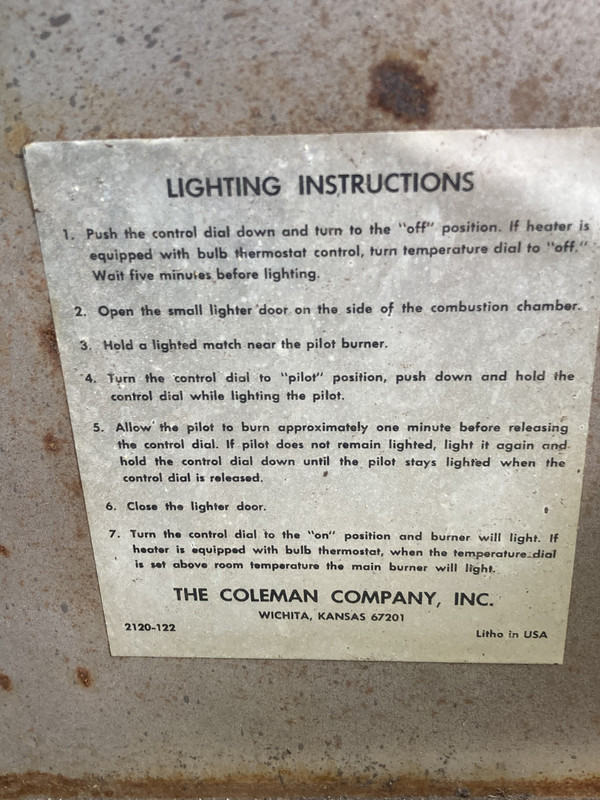 LIGHTING INSTRUCTIONS
1. Push the control dial down and turn to the "off" position. If heater is
equipped with bulb thermostat control, turn temperature dial to "off."
Wait five minutes before lighting.
2. Open the small lighter door on the side of the combustion chamber.
3. Hold a lighted match near the pilot burner.
4. Turn the control dial to "pilot" position, push down and hold the
control dial while lighting the pilot.
5. Allow the pilot to burn approximately one minute before releasing
the control dial. If pilot does not remain lighted, light it again and
hold the control dial down until the pilot stays lighted when the
control dial is released.
6. Close the lighter door.
7. Turn the control dial to the "on" position and burner will light. If
heater is equipped with bulb thermostat, when the temperature dial
is set above room temperature the main burner will light.
THE COLEMAN COMPANY, INC.
WICHITA, KANSAS 67201
2120-122
Litho in USA